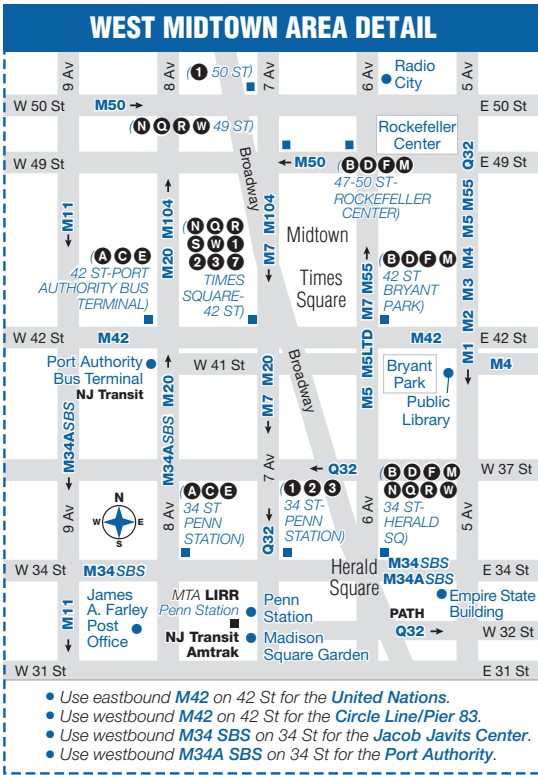 WEST MIDTOWN AREA DETAIL
9 Av
8 Av
(1 50 ST)
7 Av
6 Av
Radio
City
5 Av
W 50 St
M50 →
E 50 St
(N Q R W 49 ST)
Rockefeller
Center
W 49 St
Broadway
← M50
E 49 St
(B D F M
47-50 ST-
ROCKEFELLER
CENTER)
Q32
M5 M55
M11
M104
M20
M104
M7
(N Q R
S W 1
2 3 7
TIMES
SQUARE-
42 ST)
Midtown
Times
Square
(A C E
42 ST-PORT
AUTHORITY BUS
TERMINAL)
M55
M7
(B D F M
42 ST
BRYANT
PARK)
M4
M3
M2
M1
W 42 St
M42
M42
E 42 St
Port Authority
Bus Terminal
NJ Transit
W 41 St
M5LTD
M5
Bryant
Park
Public
Library
M4
M34ASBS
M20
M34ASBS
M20
M7
Broadway
7 Av
← Q32
W 37 St
(B D F M
N Q R W
34 ST-
HERALD
SQ)
(A C E
34 ST
PENN
STATION)
(1 2 3
34 ST-
PENN
STATION)
N
W E
S
9 Av
8 Av
Q32
6 Av
5 Av
W 34 St
M34SBS
Herald
Square
M34SBS
M34ASBS
E 34 St
M11
James
A. Farley
Post
Office
MTA LIRR
Penn Station
NJ Transit
Amtrak
Penn
Station
Madison
Square Garden
PATH
Q32 →
Empire State
Building
W 32 St
W 31 St
E 31 St
• Use eastbound M42 on 42 St for the United Nations.
• Use westbound M42 on 42 St for the Circle Line/Pier 83.
• Use westbound M34 SBS on 34 St for the Jacob Javits Center.
• Use westbound M34A SBS on 34 St for the Port Authority.